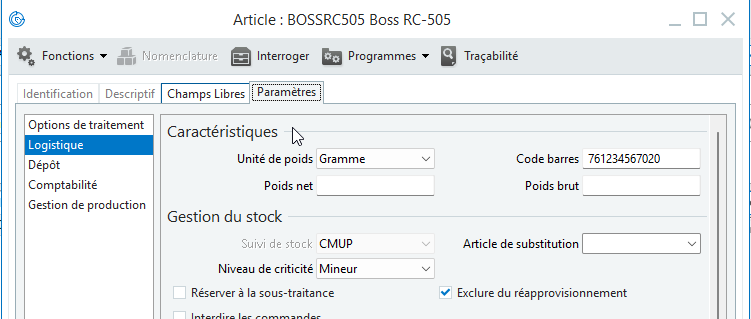 Article : BOSSRC505 Boss RC-505
Fonctions Nomenclature Interroger Programmes Traçabilité
Identification Descriptif Champs Libres Paramètres
Options de traitement
Logistique
Dépôt
Comptabilité
Gestion de production
Caractéristiques
Unité de poids Gramme Code barres 761234567020
Poids net Poids brut
Gestion du stock
Suivi de stock CMUP Article de substitution
Niveau de criticité Mineur
Réserver à la sous-traitance Exclure du réapprovisionnement
Interdire les commandes